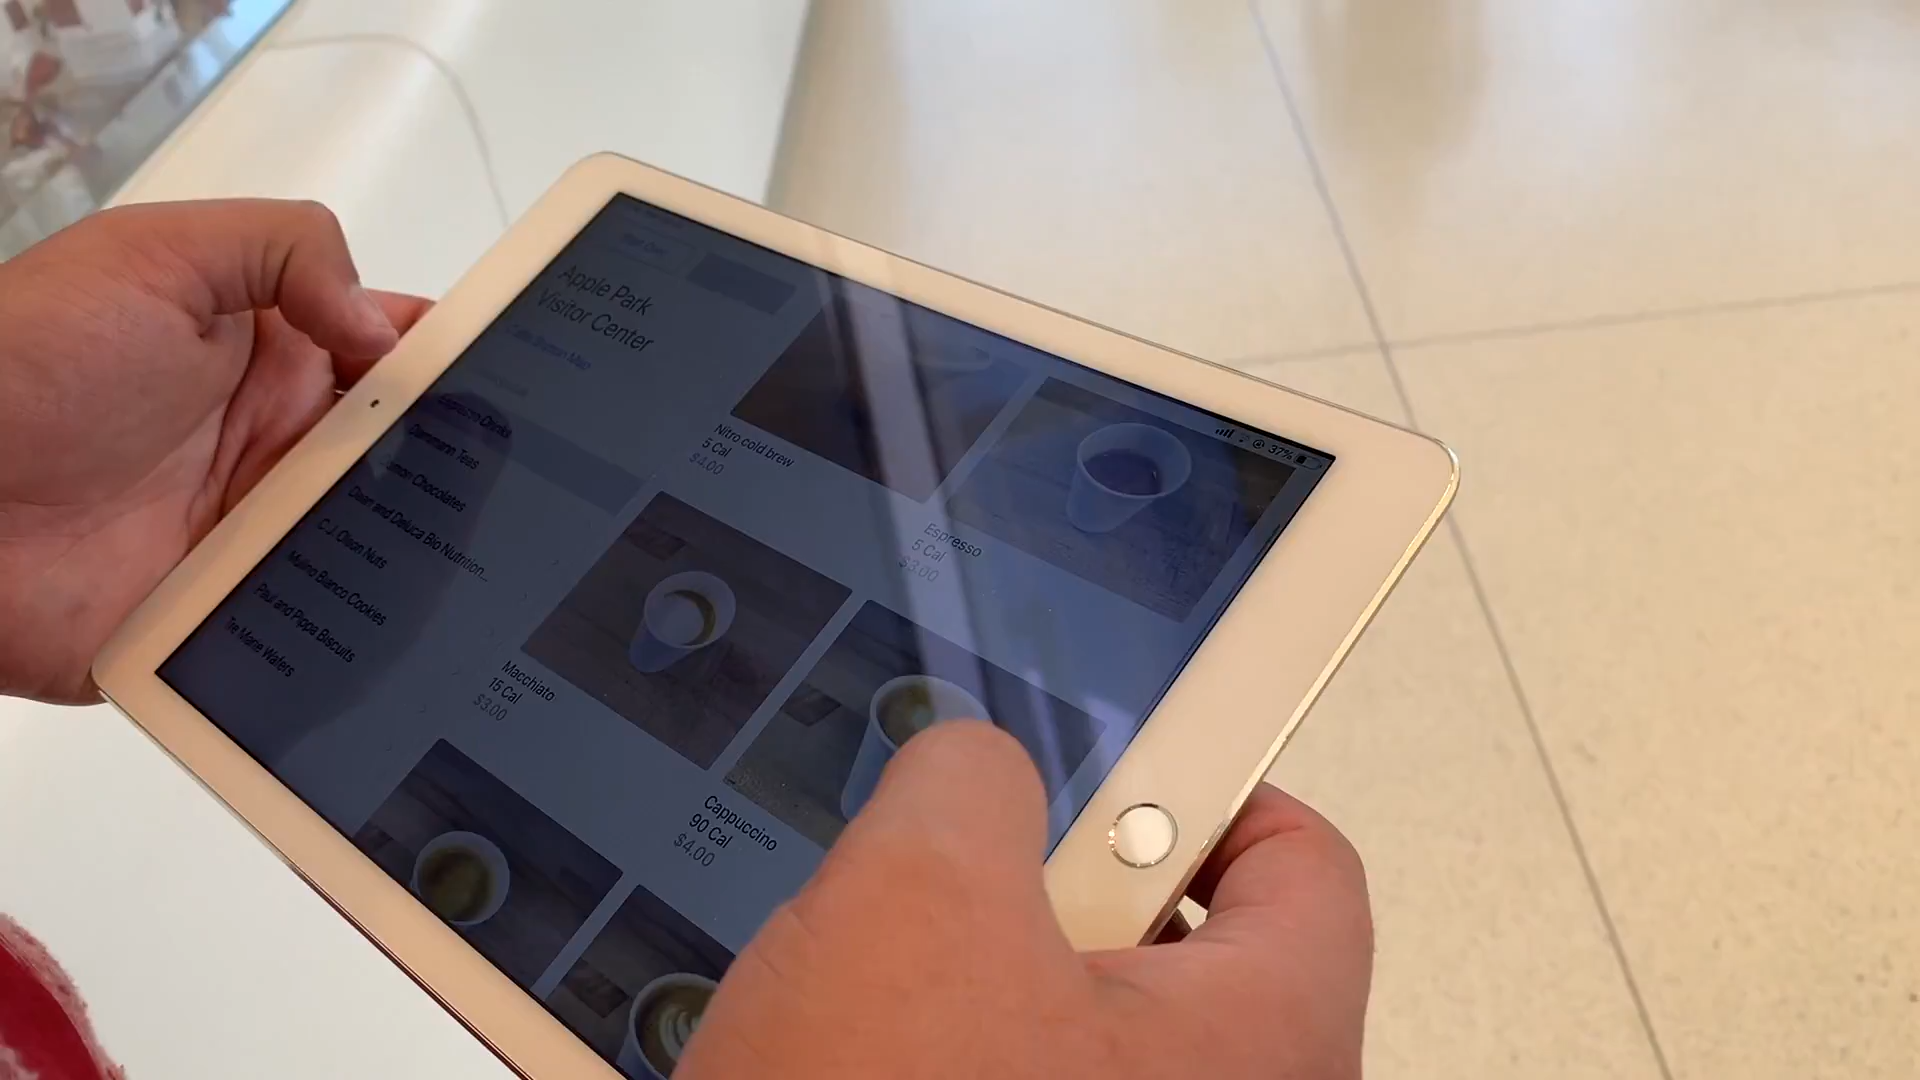 Apple Park
Visitor Center
Espresso Drinks
Dammann Teas
Chocolates
Dean and Deluca Bio Nutrition...
C.J. Olson Nuts
Mulino Bianco Cookies
Paul and Pippa Biscuits
Tre Marie Wafers
37%
Nitro cold brew
5 Cal
$4.00
Espresso
5 Cal
$3.00
Macchiato
15 Cal
$3.00
Cappuccino
90 Cal
$4.00